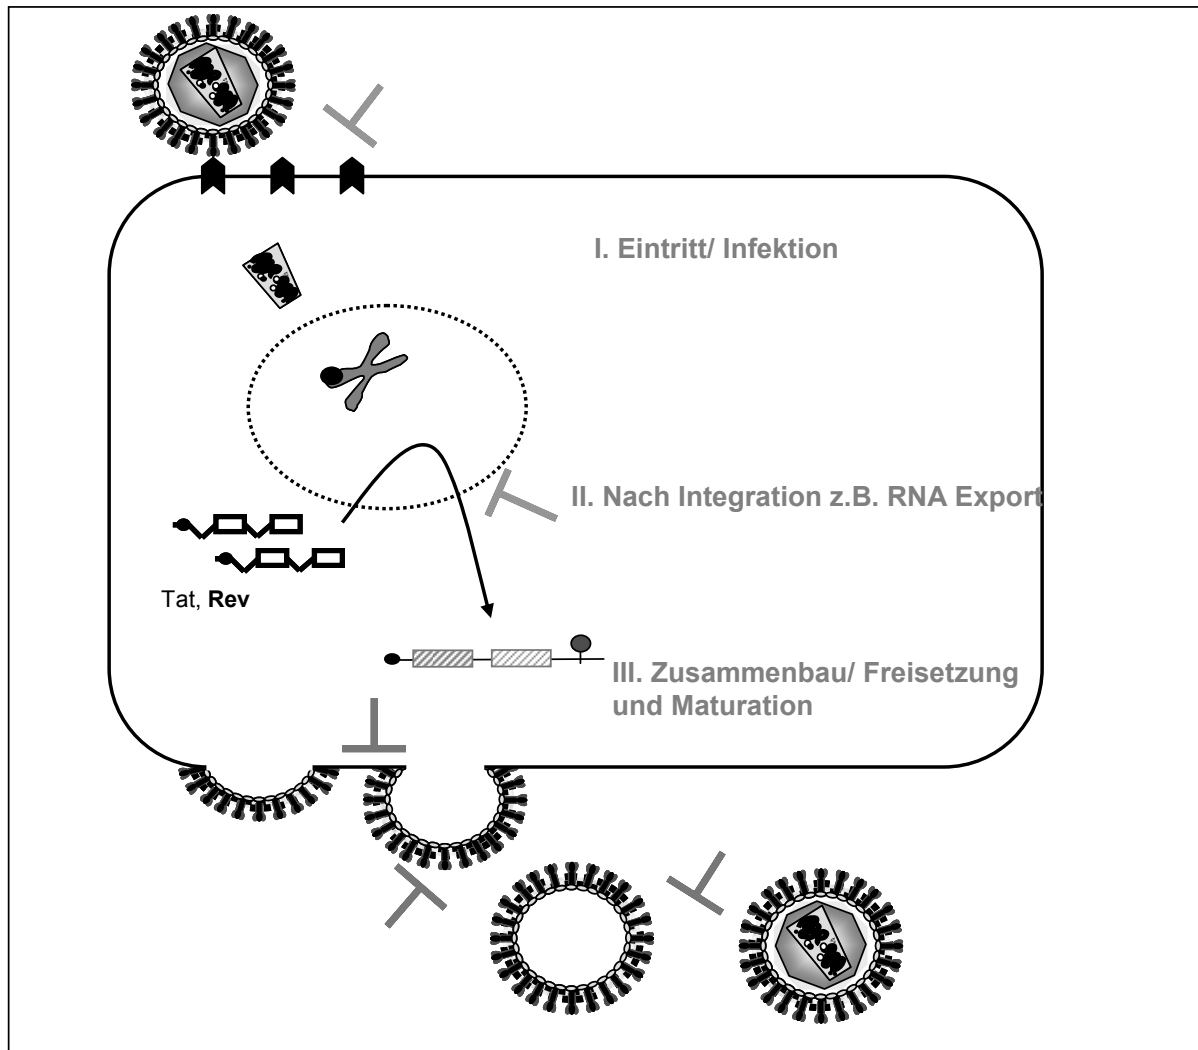 I. Eintritt/ Infektion
II. Nach Integration z.B. RNA Export
Tat, Rev
III. Zusammenbau/ Freisetzung
und Maturation